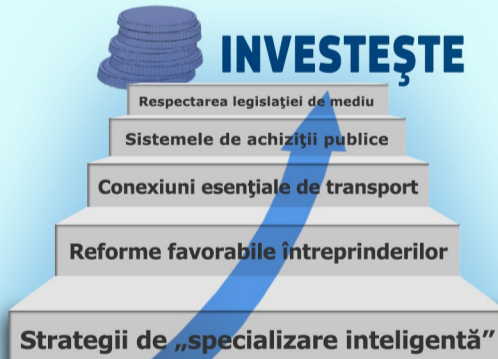 INVESTEŞTE
Respectarea legislaţiei de mediu
Sistemele de achiziţii publice
Conexiuni esenţiale de transport
Reforme favorabile întreprinderilor
Strategii de „specializare inteligentă”